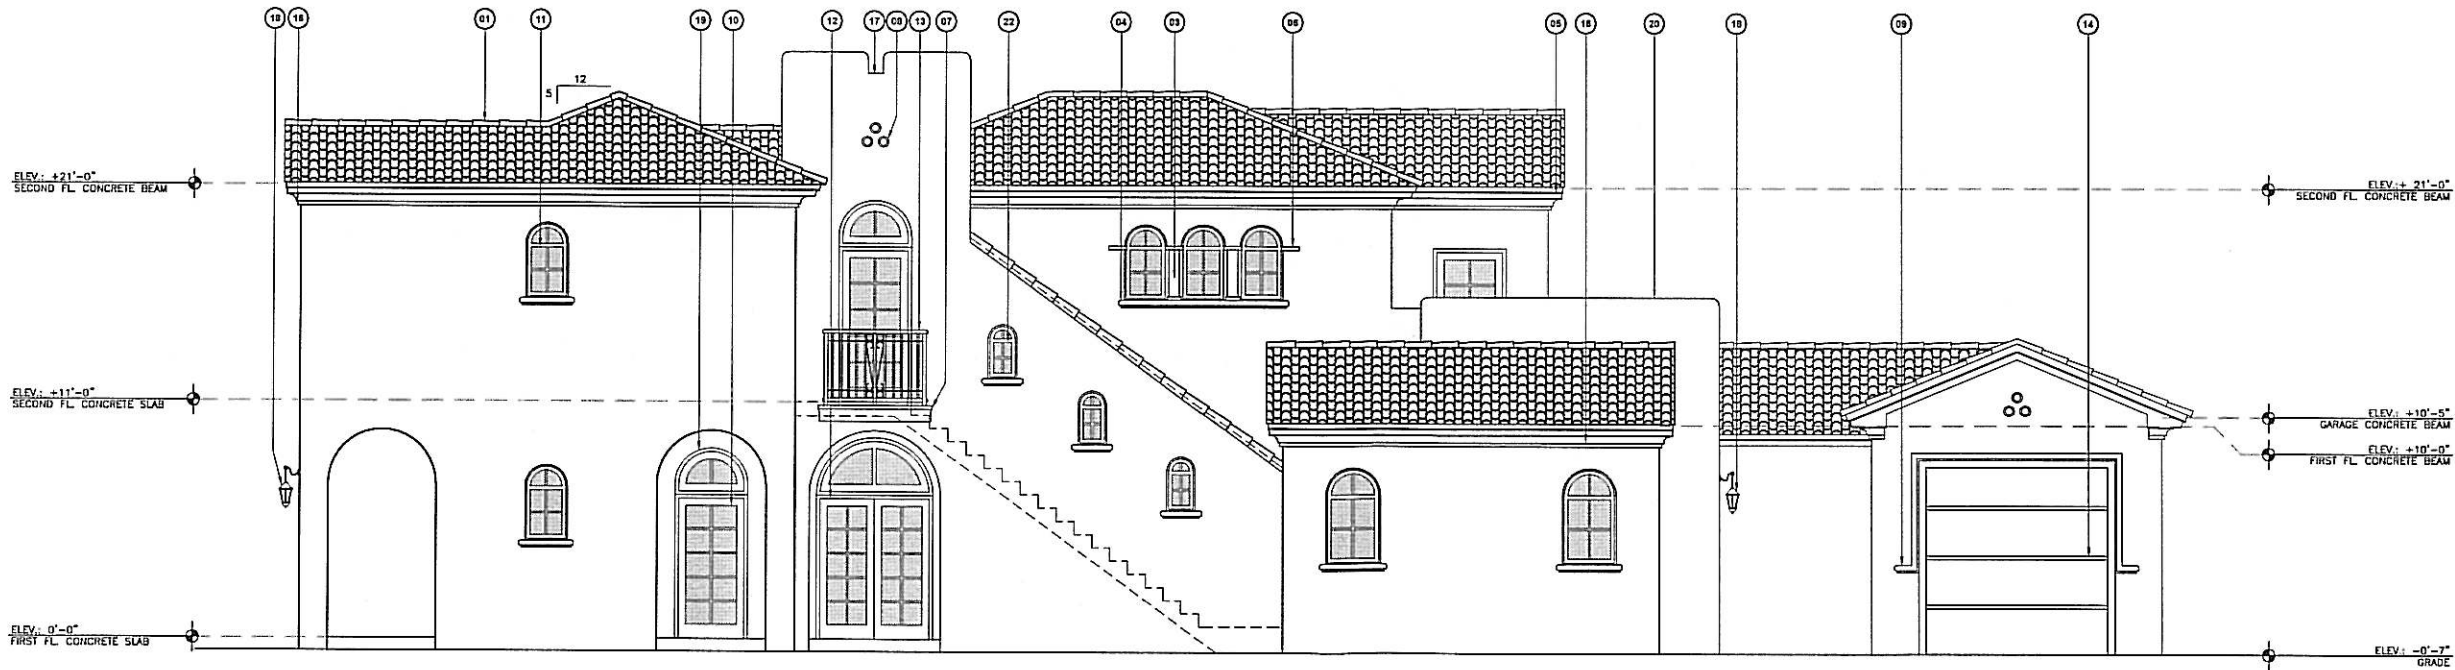 18 16 01 11 19 10 12 17 08 13 07 22 04 03 06 05 16 20 18 09 14
12
5
ELEV.: +21'-0"
SECOND FL. CONCRETE BEAM
ELEV.:+ 21'-0"
SECOND FL. CONCRETE BEAM
ELEV.: +11'-0"
SECOND FL. CONCRETE SLAB
ELEV.: +10'-5"
GARAGE CONCRETE BEAM
ELEV.: +10'-0"
FIRST FL. CONCRETE BEAM
ELEV.: 0'-0"
FIRST FL. CONCRETE SLAB
ELEV.: -0'-7"
GRADE